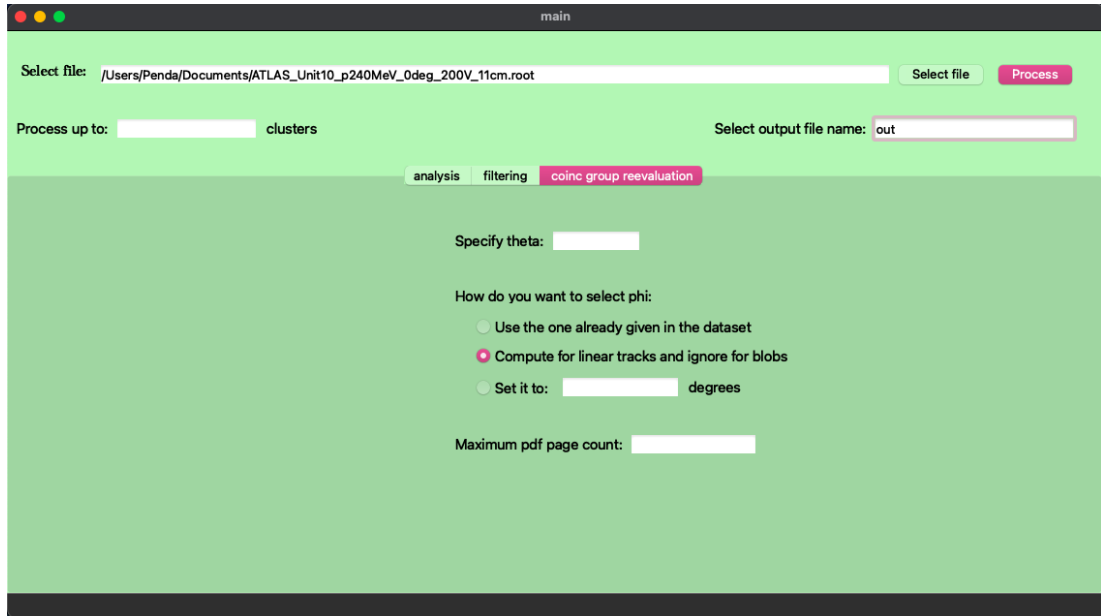 main
Select file: /Users/Penda/Documents/ATLAS_Unit10_p240MeV_0deg_200V_11cm.root Select file Process
Process up to: clusters Select output file name: out
analysis filtering coinc group reevaluation
Specify theta:
How do you want to select phi:
Use the one already given in the dataset
Compute for linear tracks and ignore for blobs
Set it to: degrees
Maximum pdf page count: